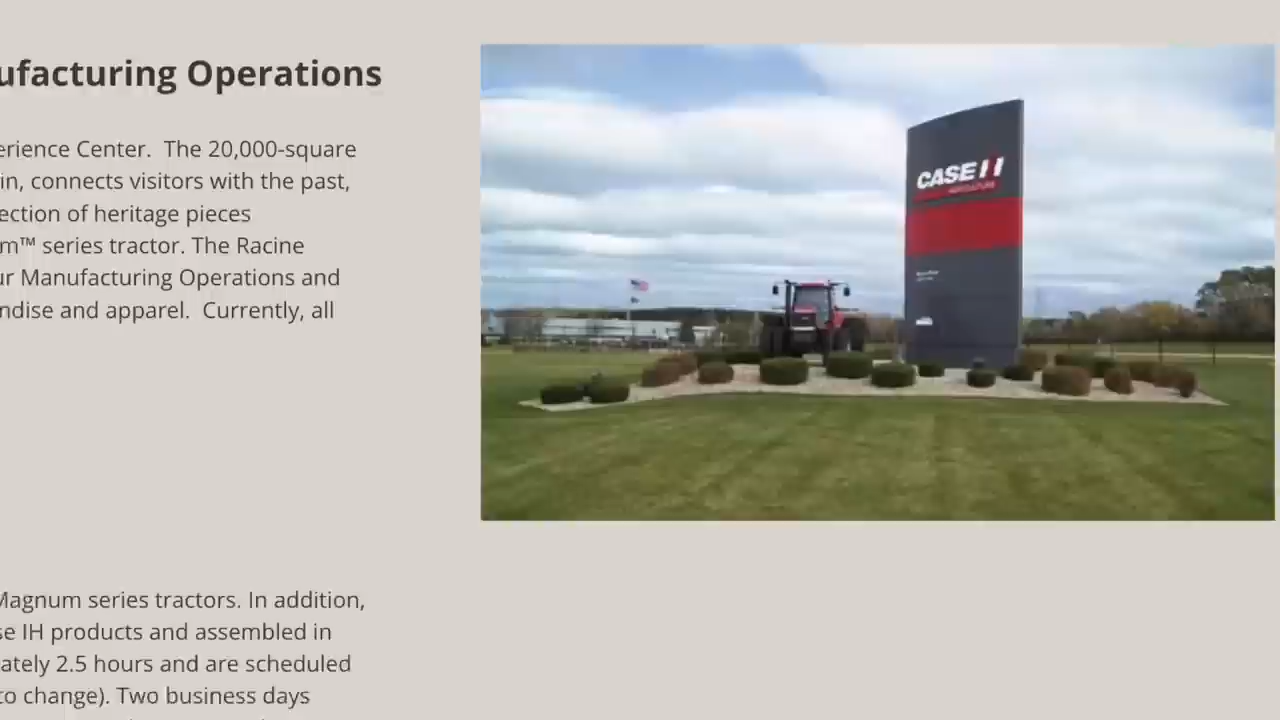 ufacturing Operations
erience Center.  The 20,000-square
in, connects visitors with the past,
ection of heritage pieces
m™ series tractor. The Racine
ur Manufacturing Operations and
ndise and apparel.  Currently, all
CASE IH
AGRICULTURE
Magnum series tractors. In addition,
se IH products and assembled in
ately 2.5 hours and are scheduled
to change). Two business days